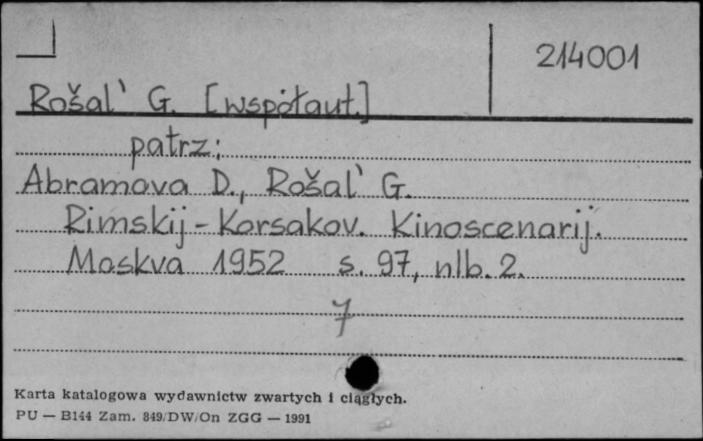 214001
Rošal' G. [współaut.]
patrz:
Abramova D., Rošal' G.
Rimskij-Korsakov. Kinoscenarij.
Moskva 1952 s. 97, nlb. 2.
7
Karta katalogowa wydawnictw zwartych i ciągłych.
PU — B144 Zam. 849/DW/On ZGG — 1991